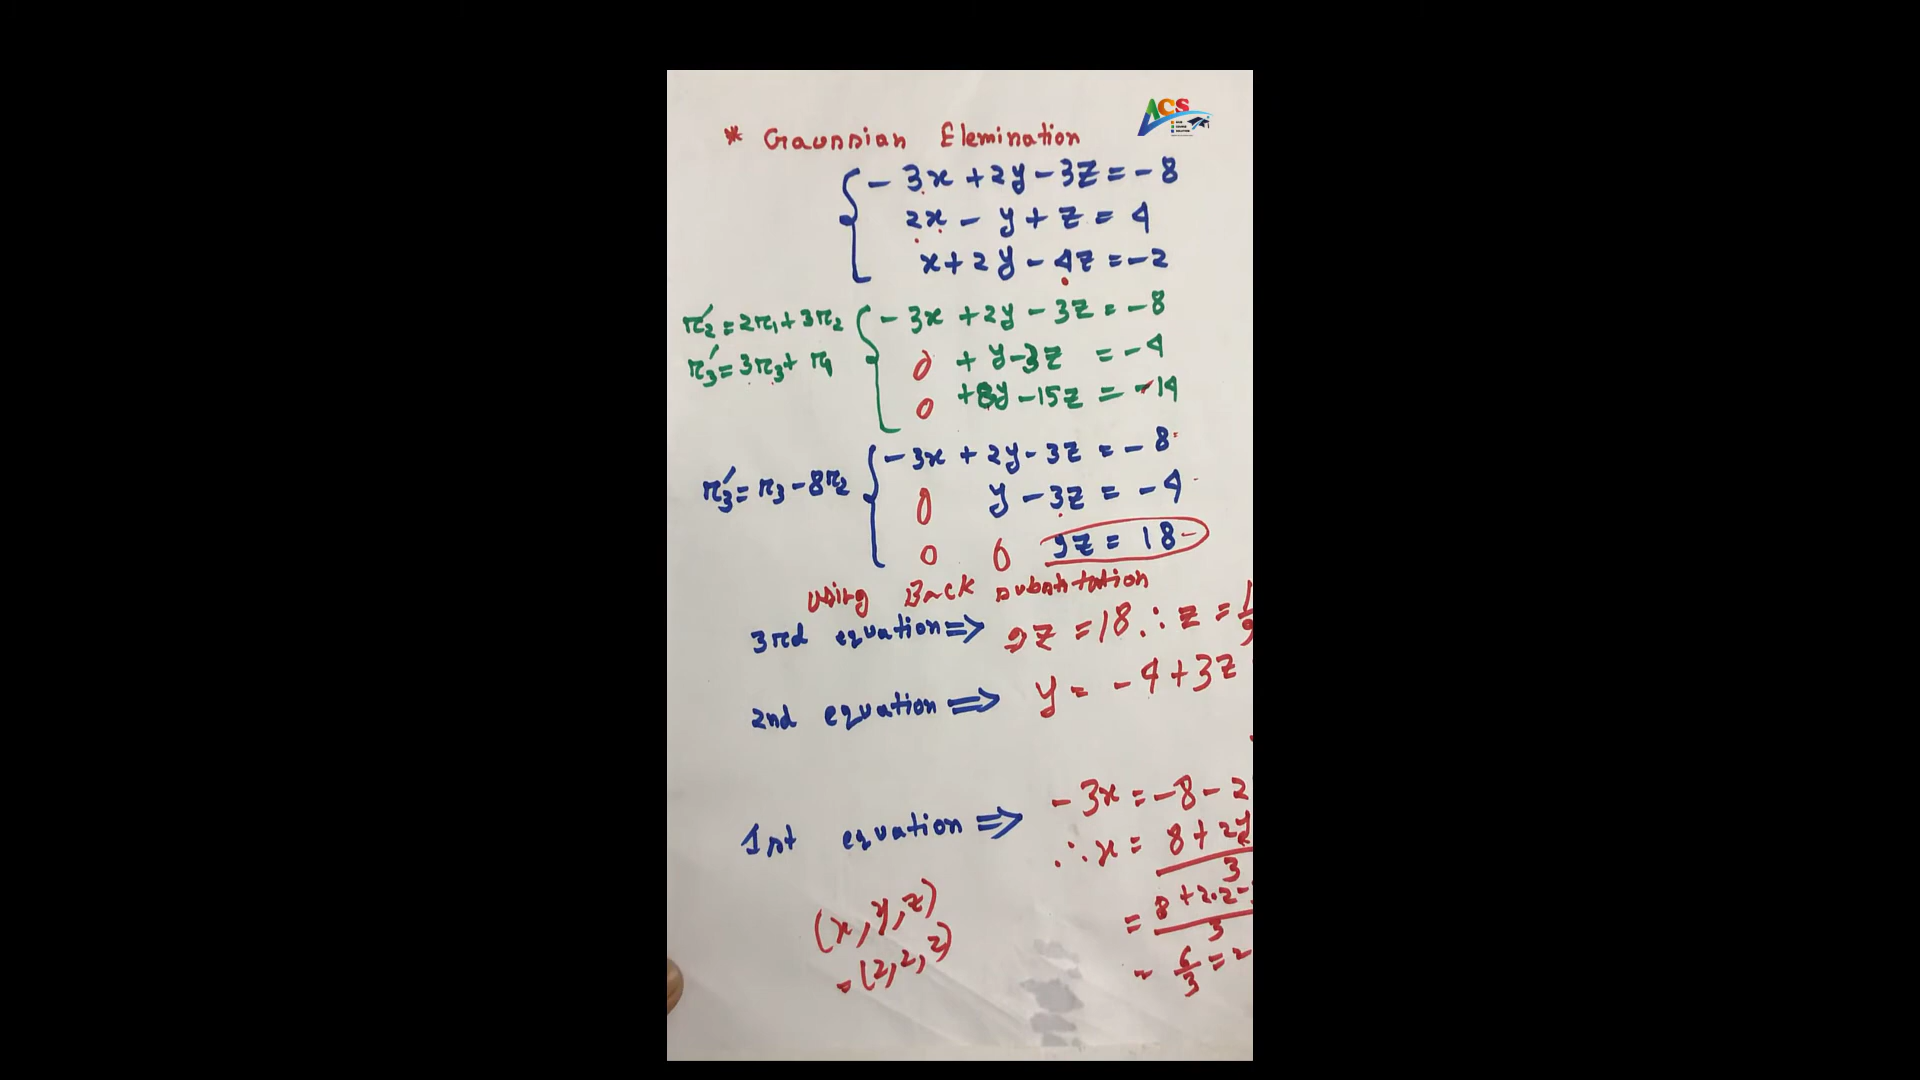 ACS
* Gaussian Elemination
- 3x + 2y - 3z = - 8
2x - y + z = 4
x + 2y - 4z = - 2
r₂′ = 2r₁ + 3r₂
- 3x + 2y - 3z = - 8
r₃′ = 3r₃ + r₁
0 + y - 3z = - 4
0 + 8y - 15z = - 14
- 3x + 2y - 3z = - 8
r₃′ = r₃ - 8r₂
0 y - 3z = - 4
0 0 9z = 18
Using Back
3rd equation ⇒ 9z = 18 ∴ z =
2nd equation ⇒ y = - 4 + 3z
- 3x = - 8 - 2
1st equation ⇒
∴ x = 8 + 2y / 3
= 8 + 2·2 - / 3
= 6/3 = 2
(x, y, z)
= (2, 2, 2)